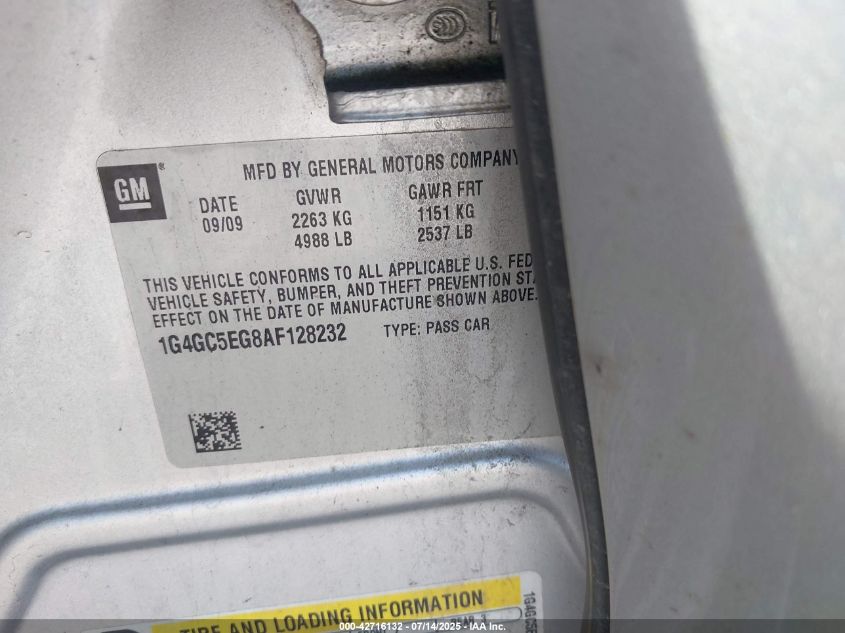 GM
MFD BY GENERAL MOTORS COMPANY
DATE GVWR GAWR FRT
09/09 2263 KG 1151 KG
4988 LB 2537 LB
THIS VEHICLE CONFORMS TO ALL APPLICABLE U.S. FED
VEHICLE SAFETY, BUMPER, AND THEFT PREVENTION STA
EFFECT ON THE DATE OF MANUFACTURE SHOWN ABOVE.
1G4GC5EG8AF128232 TYPE: PASS CAR
TIRE AND LOADING INFORMATION
000-42716132 07/14/2025 IAA